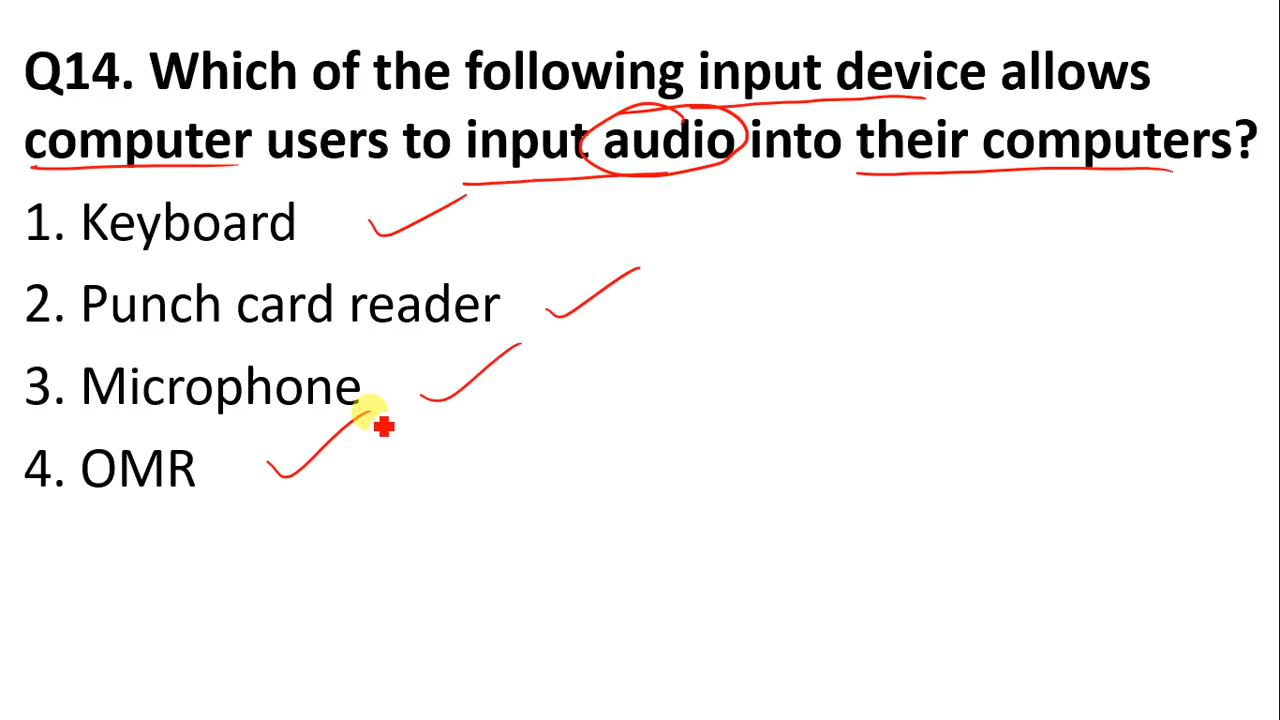 Q14. Which of the following input device allows
computer users to input audio into their computers?
1. Keyboard
2. Punch card reader
3. Microphone
4. OMR